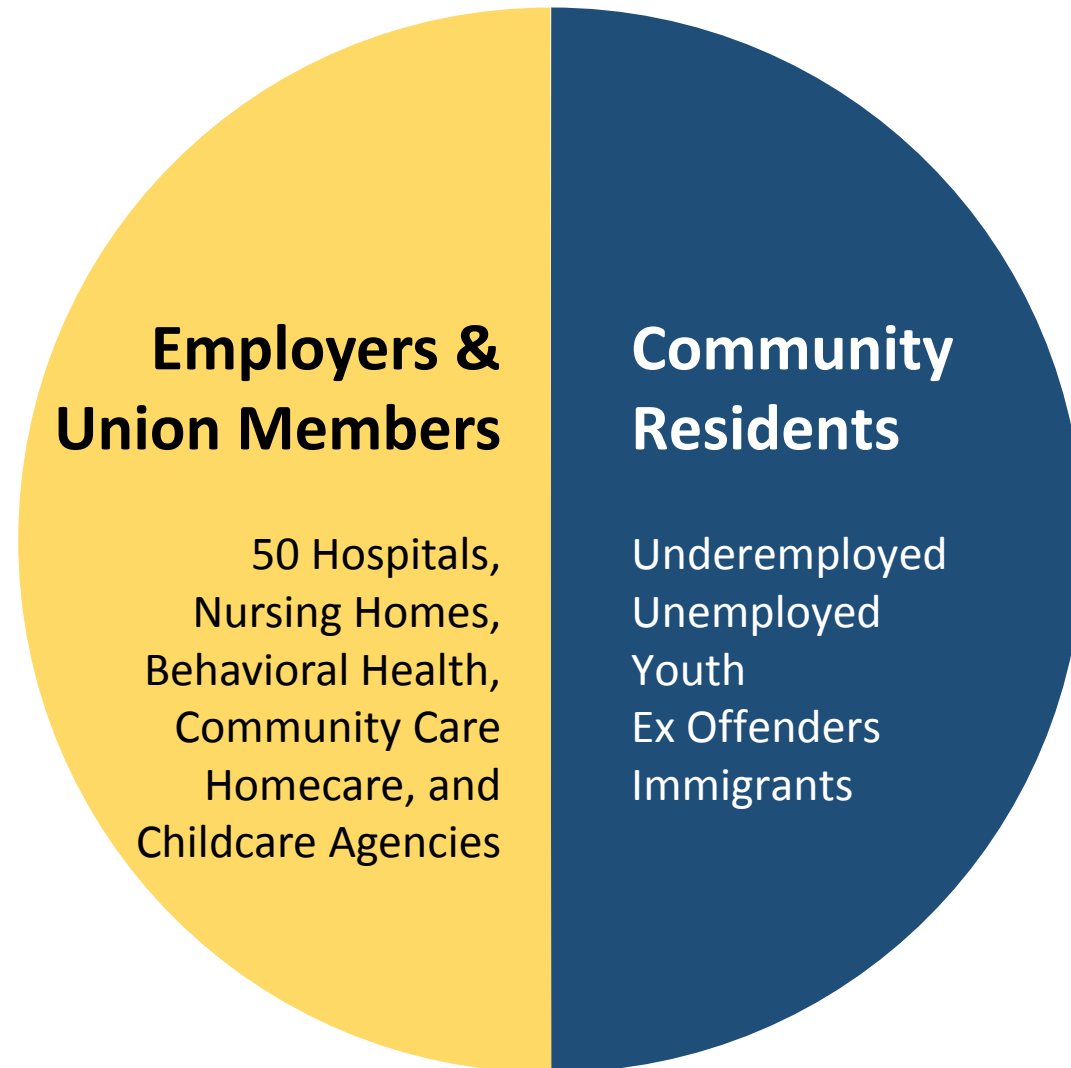 Employers &
Union Members
50 Hospitals,
Nursing Homes,
Behavioral Health,
Community Care
Homecare, and
Childcare Agencies
Community
Residents
Underemployed
Unemployed
Youth
Ex Offenders
Immigrants